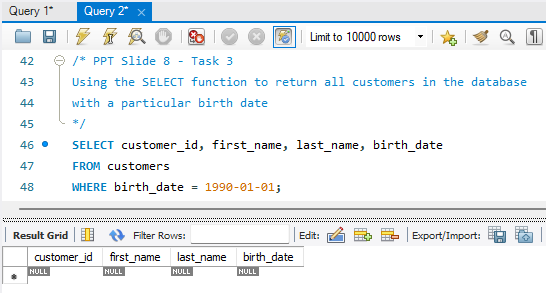 Query 1* Query 2*
Limit to 10000 rows
42 /* PPT Slide 8 - Task 3
43 Using the SELECT function to return all customers in the database
44 with a particular birth date
45 */
46 SELECT customer_id, first_name, last_name, birth_date
47 FROM customers
48 WHERE birth_date = 1990-01-01;
Result Grid Filter Rows: Edit: Export/Import:
customer_id first_name last_name birth_date
NULL NULL NULL NULL